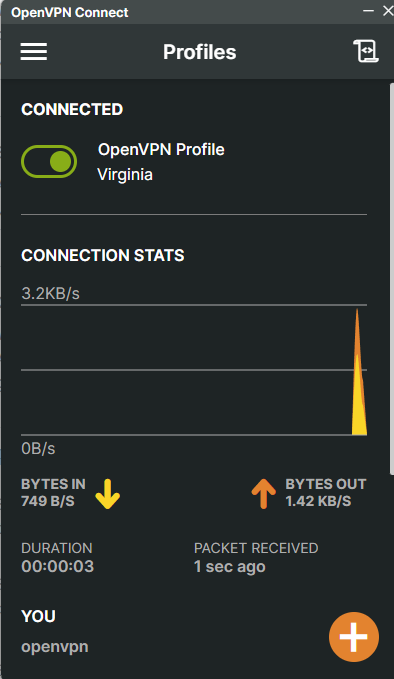 OpenVPN Connect
Profiles
CONNECTED
OpenVPN Profile
Virginia
CONNECTION STATS
3.2KB/s
0B/s
BYTES IN
749 B/S
BYTES OUT
1.42 KB/S
DURATION
00:00:03
PACKET RECEIVED
1 sec ago
YOU
openvpn